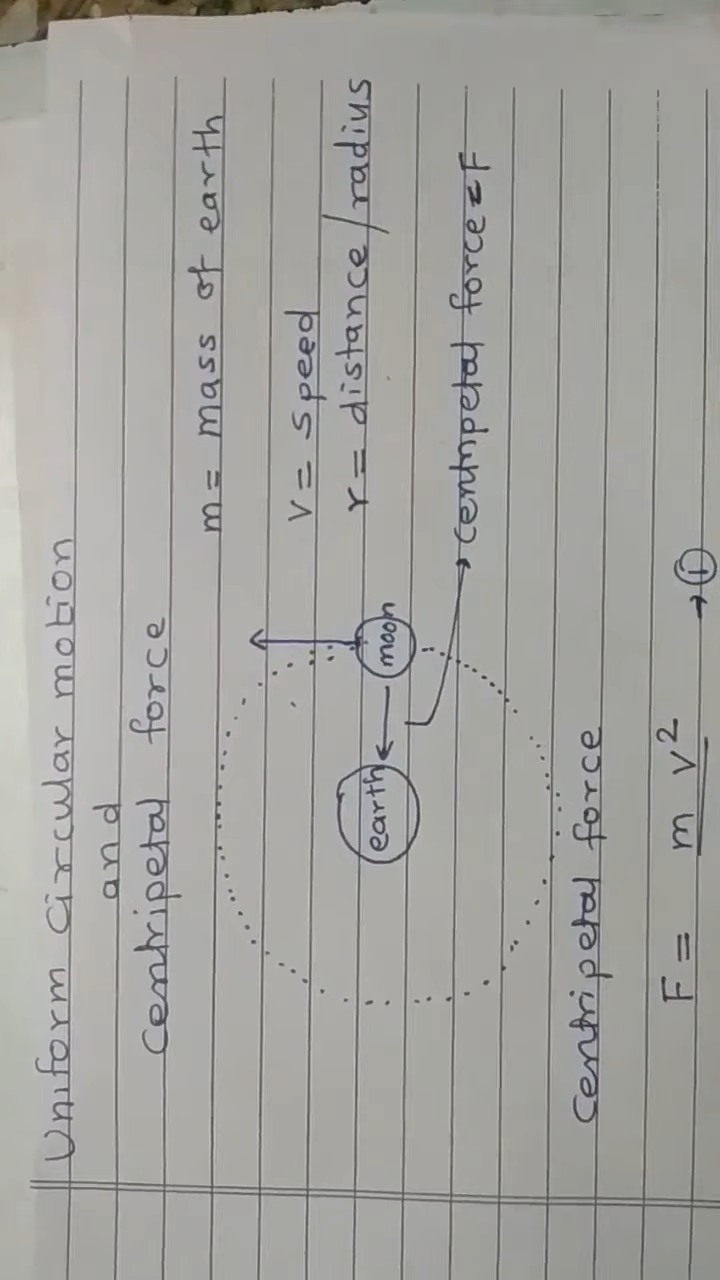 Uniform Circular motion
and
Centripetal force
m = mass of earth
v = speed
r = distance/radius
moon
earth
centripetal force = F
Centripetal force
F = m v² → ①